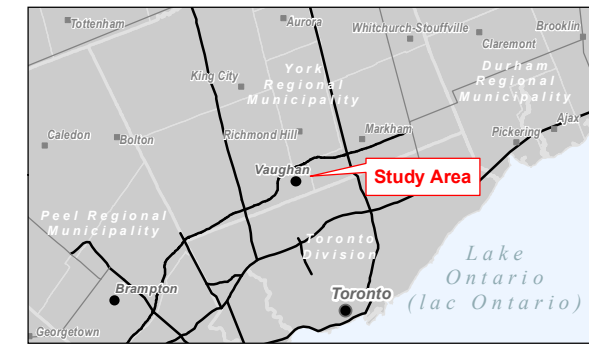 Tottenham
Aurora
Whitchurch-Stouffville
Brooklin
Claremont
King City
York
Regional
Municipality
Durham
Regional
Municipality
Caledon
Bolton
Richmond Hill
Markham
Pickering
Ajax
Vaughan
Study Area
Peel Regional
Municipality
Toronto
Division
Lake
Ontario
(lac Ontario)
Brampton
Toronto
Georgetown